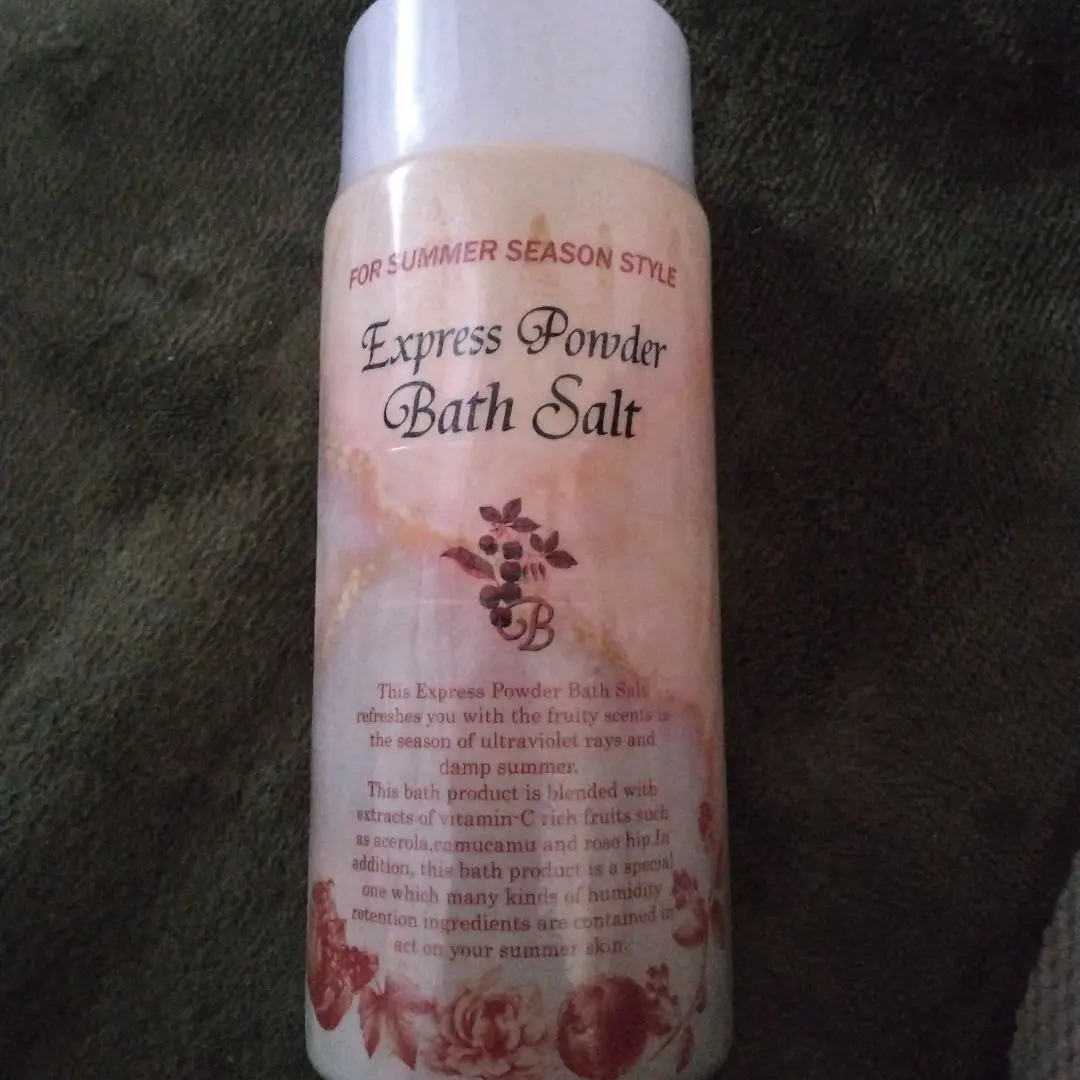 FOR SUMMER SEASON STYLE
Express Powder
Bath Salt
B
This Express Powder Bath Salt
refreshes you with the fruity scents in
the season of ultraviolet rays and
damp summer.
This bath product is blended with
extracts of vitamin-C rich fruits such
as acerola,camucamu and rose hip.In
addition, this bath product is a special
one which many kinds of humidity
retention ingredients are contained in
act on your summer skin.